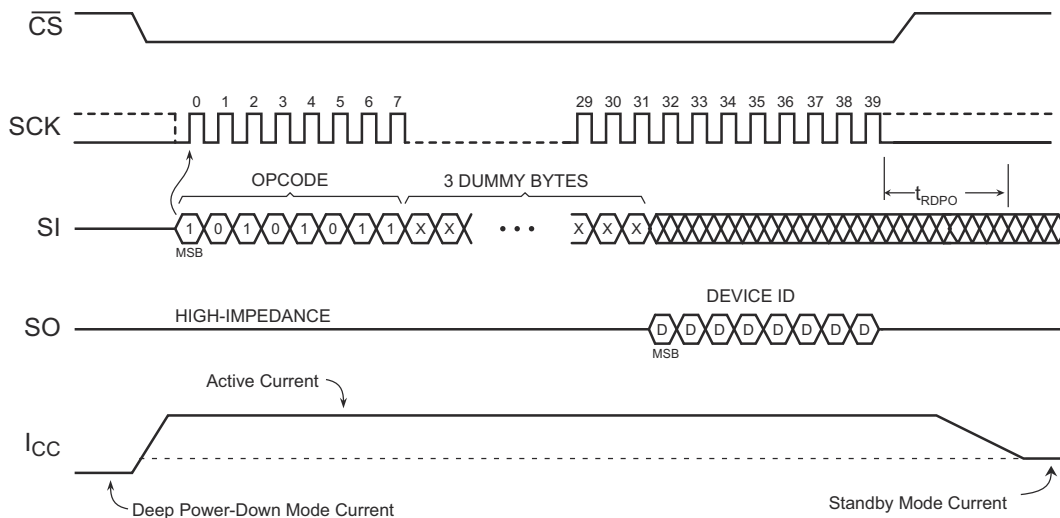 CS
SCK
0 1 2 3 4 5 6 7 29 30 31 32 33 34 35 36 37 38 39
OPCODE
3 DUMMY BYTES
tRDPO
SI
1 0 1 0 1 0 1 1 X X • • • X X X
MSB
DEVICE ID
SO
HIGH-IMPEDANCE
D D D D D D D D
MSB
Active Current
ICC
Deep Power-Down Mode Current
Standby Mode Current